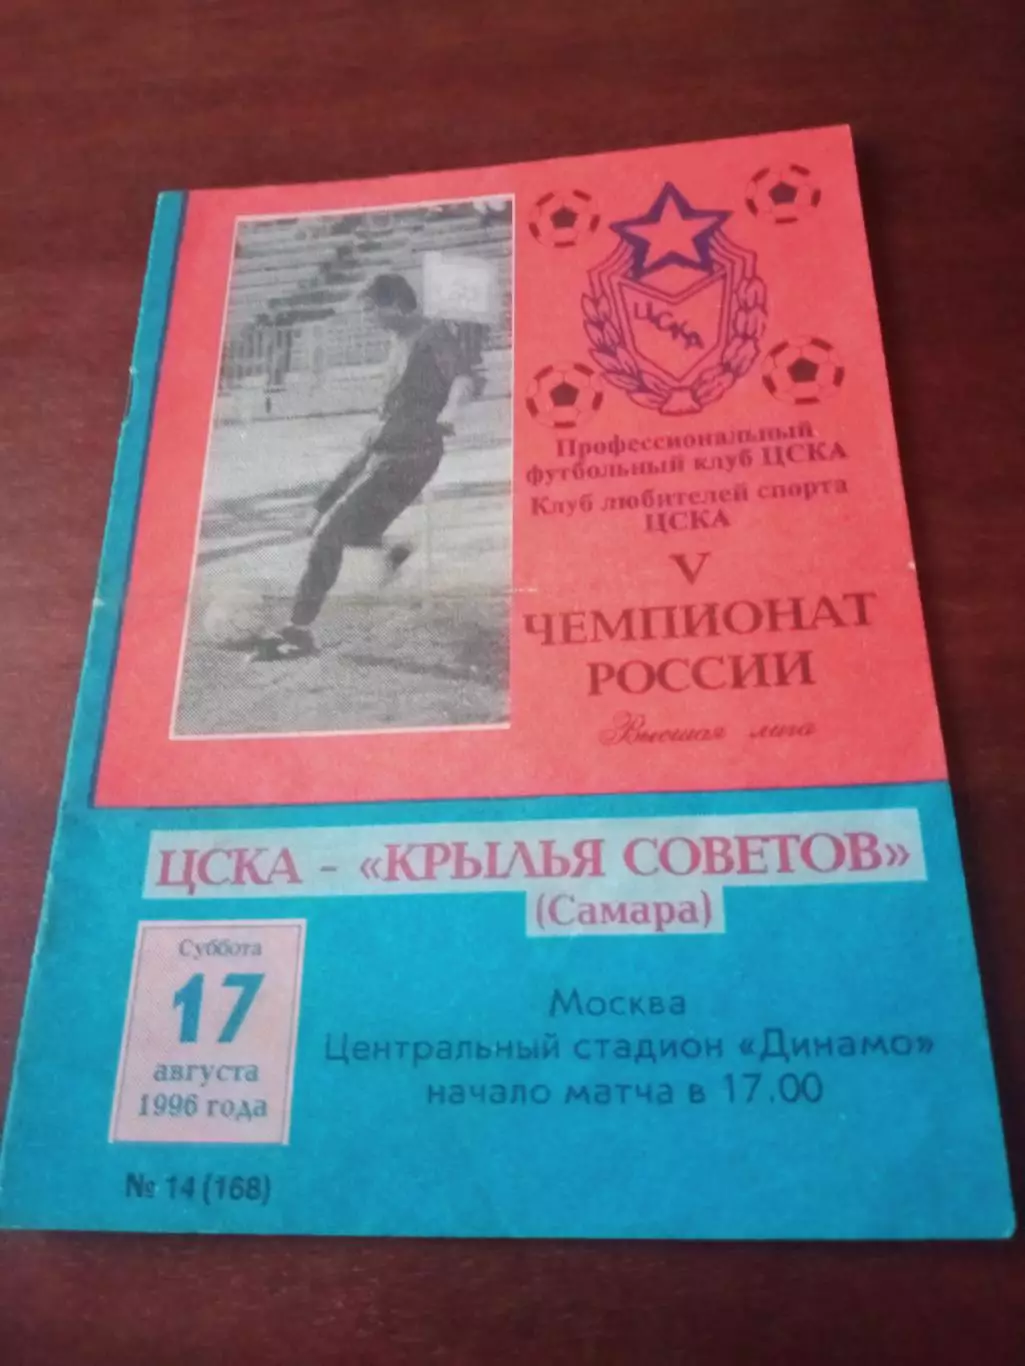 ЦСКА
Профессиональный
футбольный клуб ЦСКА
Клуб любителей спорта
ЦСКА
V
ЧЕМПИОНАТ
РОССИИ
Высшая лига
ЦСКА - «КРЫЛЬЯ СОВЕТОВ»
(Самара)
Суббота
17
августа
1996 года
Москва
Центральный стадион «Динамо»
начало матча в 17.00
№ 14 (168)